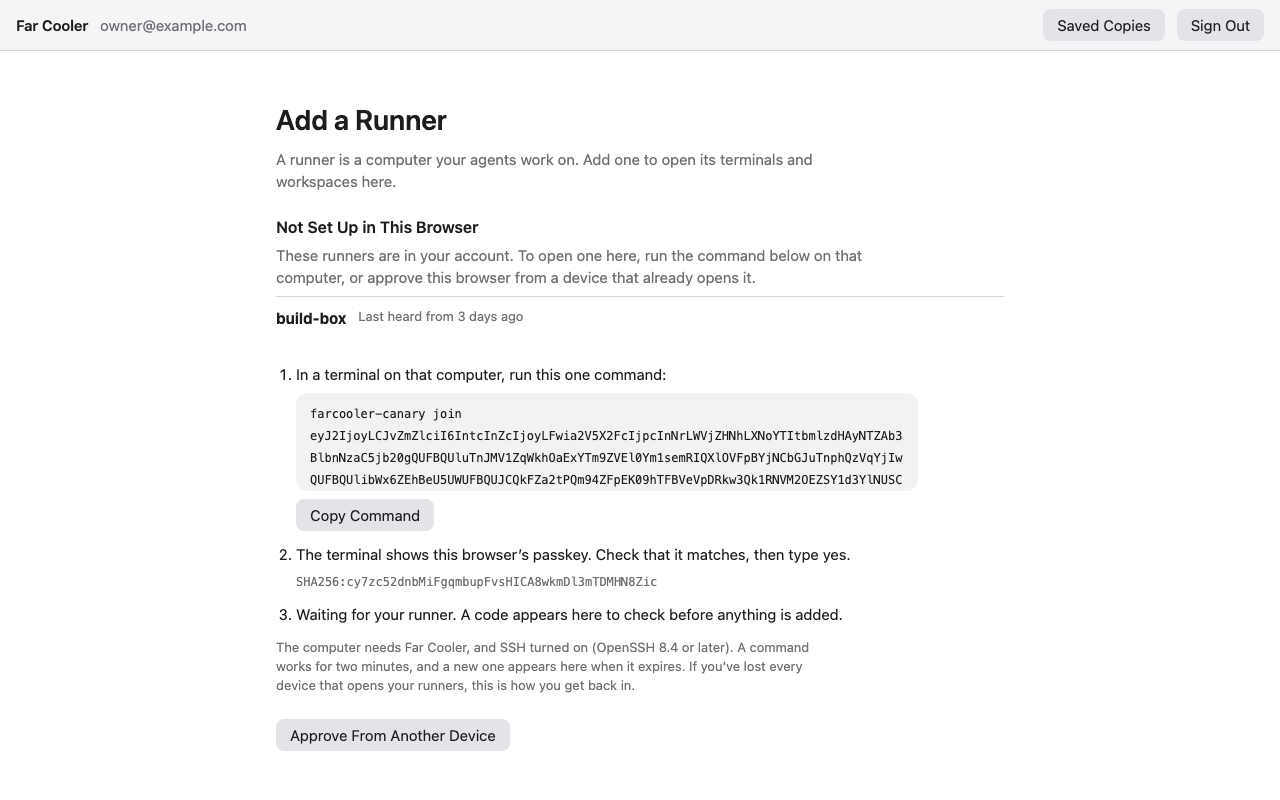 Far Cooler owner@example.com Saved Copies Sign Out
Add a Runner
A runner is a computer your agents work on. Add one to open its terminals and
workspaces here.
Not Set Up in This Browser
These runners are in your account. To open one here, run the command below on that
computer, or approve this browser from a device that already opens it.
build-box Last heard from 3 days ago
1. In a terminal on that computer, run this one command:
farcooler-canary join
eyJ2IjoyLCJvZmZlciI6IntcInZcIjoyLFwia2V5X2FcIjpcInNrLWVjZHNhLXNoYTItbmlzdHAyNTZAb3
BlbnNzaC5jb20gQUFBQUluTnJMV1ZqWkhOaExYTm9ZVEl0Ym1semRIQXlOVFpBYjNCbGJuTnphQzVqYjIw
QUFBQUlibWx6ZEhBeU5UWUFBQUJCQkFZa2tPQm94ZFpEK09hTFBVeVpDRkw3Qk1RNVM2OEZSY1d3YlNUSC
Copy Command
2. The terminal shows this browser’s passkey. Check that it matches, then type yes.
SHA256:cy7zc52dnbMiFgqmbupFvsHICA8wkmDl3mTDMHN8Zic
3. Waiting for your runner. A code appears here to check before anything is added.
The computer needs Far Cooler, and SSH turned on (OpenSSH 8.4 or later). A command
works for two minutes, and a new one appears here when it expires. If you’ve lost every
device that opens your runners, this is how you get back in.
Approve From Another Device